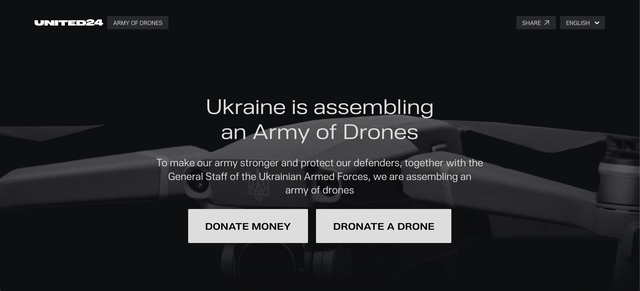 UNITED24 ARMY OF DRONES SHARE ENGLISH
Ukraine is assembling
an Army of Drones
To make our army stronger and protect our defenders, together with the
General Staff of the Ukrainian Armed Forces, we are assembling an
army of drones
DONATE MONEY DRONATE A DRONE